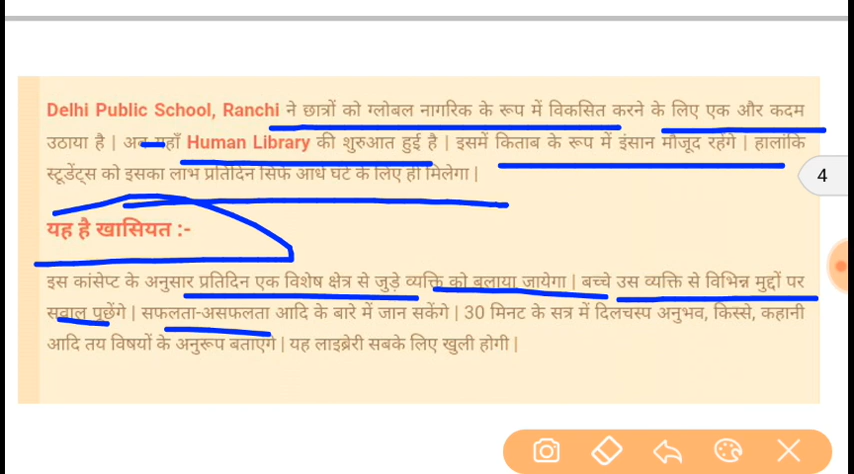 Delhi Public School, Ranchi ने छात्रों को ग्लोबल नागरिक के रूप में विकसित करने के लिए एक और कदम
उठाया है | अब यहाँ Human Library की शुरुआत हुई है | इसमें किताब के रूप में इंसान मौजूद रहेंगे | हालांकि
स्टूडेंट्स को इसका लाभ प्रतिदिन सिर्फ आधे घंटे के लिए ही मिलेगा |
4
यह है खासियत :-
इस कांसेप्ट के अनुसार प्रतिदिन एक विशेष क्षेत्र से जुड़े व्यक्ति को बुलाया जायेगा | बच्चे उस व्यक्ति से विभिन्न मुद्दों पर
सवाल पूछेंगे | सफलता-असफलता आदि के बारे में जान सकेंगे | 30 मिनट के सत्र में दिलचस्प अनुभव, किस्से, कहानी
आदि तय विषयों के अनुरूप बताएंगे | यह लाइब्रेरी सबके लिए खुली होगी |